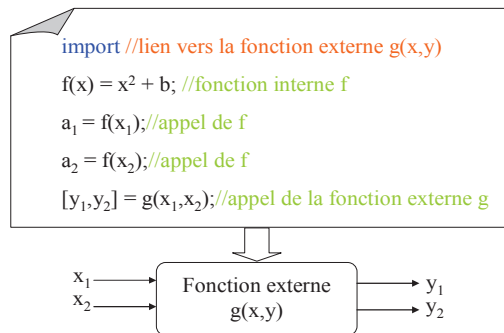 import //lien vers la fonction externe g(x,y)
f(x) = x² + b; //fonction interne f
a₁ = f(x₁);//appel de f
a₂ = f(x₂);//appel de f
[y₁,y₂] = g(x₁,x₂);//appel de la fonction externe g
x₁
x₂
Fonction externe
g(x,y)
y₁
y₂